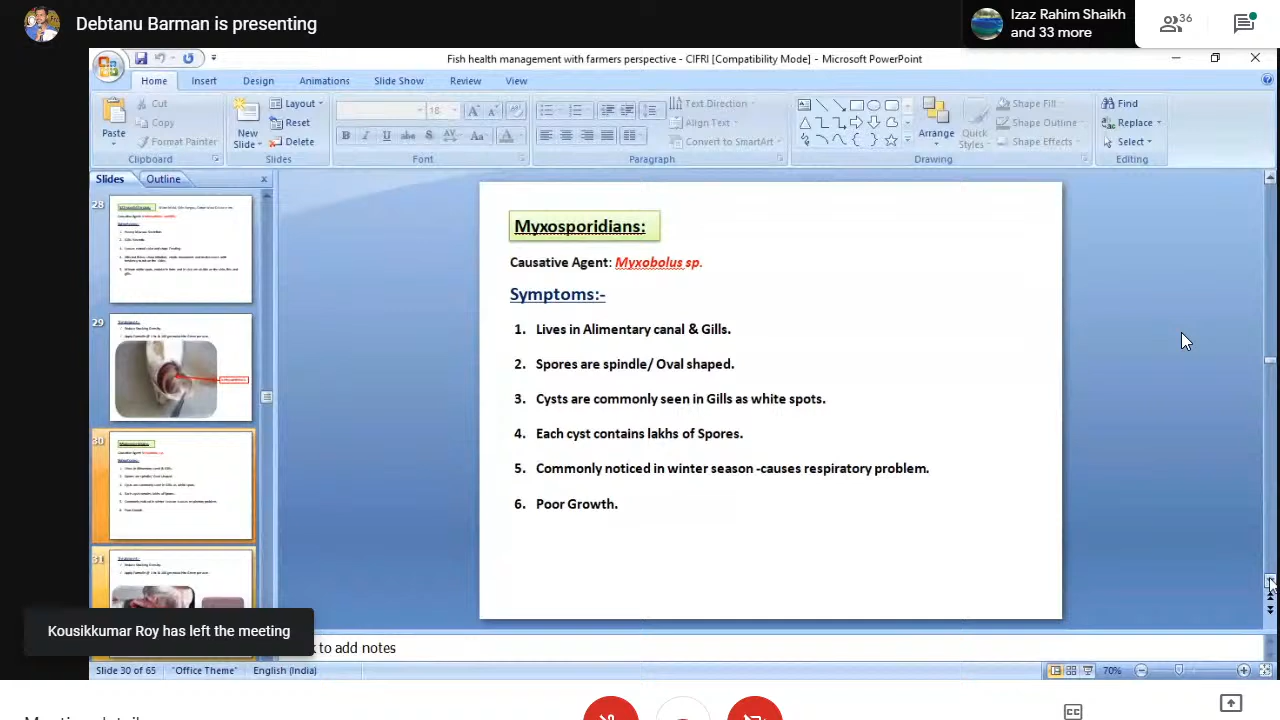 Debtanu Barman is presenting
Izaz Rahim Shaikh
and 33 more
36
Fish health management with farmers perspective - CIFRI [Compatibility Mode] - Microsoft PowerPoint
Home Insert Design Animations Slide Show Review View
Paste
Cut
Copy
Format Painter
Clipboard
New
Slide
Layout
Reset
Delete
Slides
18
Font
Text Direction
Align Text
Convert to SmartArt
Paragraph
Arrange
Quick
Styles
Shape Fill
Shape Outline
Shape Effects
Drawing
Find
Replace
Select
Editing
Slides Outline
28
29
30
31
Myxosporidians:
Causative Agent: Myxobolus sp.
Symptoms:-
1. Lives in Alimentary canal & Gills.
2. Spores are spindle/ Oval shaped.
3. Cysts are commonly seen in Gills as white spots.
4. Each cyst contains lakhs of Spores.
5. Commonly noticed in winter season -causes respiratory problem.
6. Poor Growth.
Kousikkumar Roy has left the meeting
to add notes
Slide 30 of 65 "Office Theme" English (India) 70%
CC